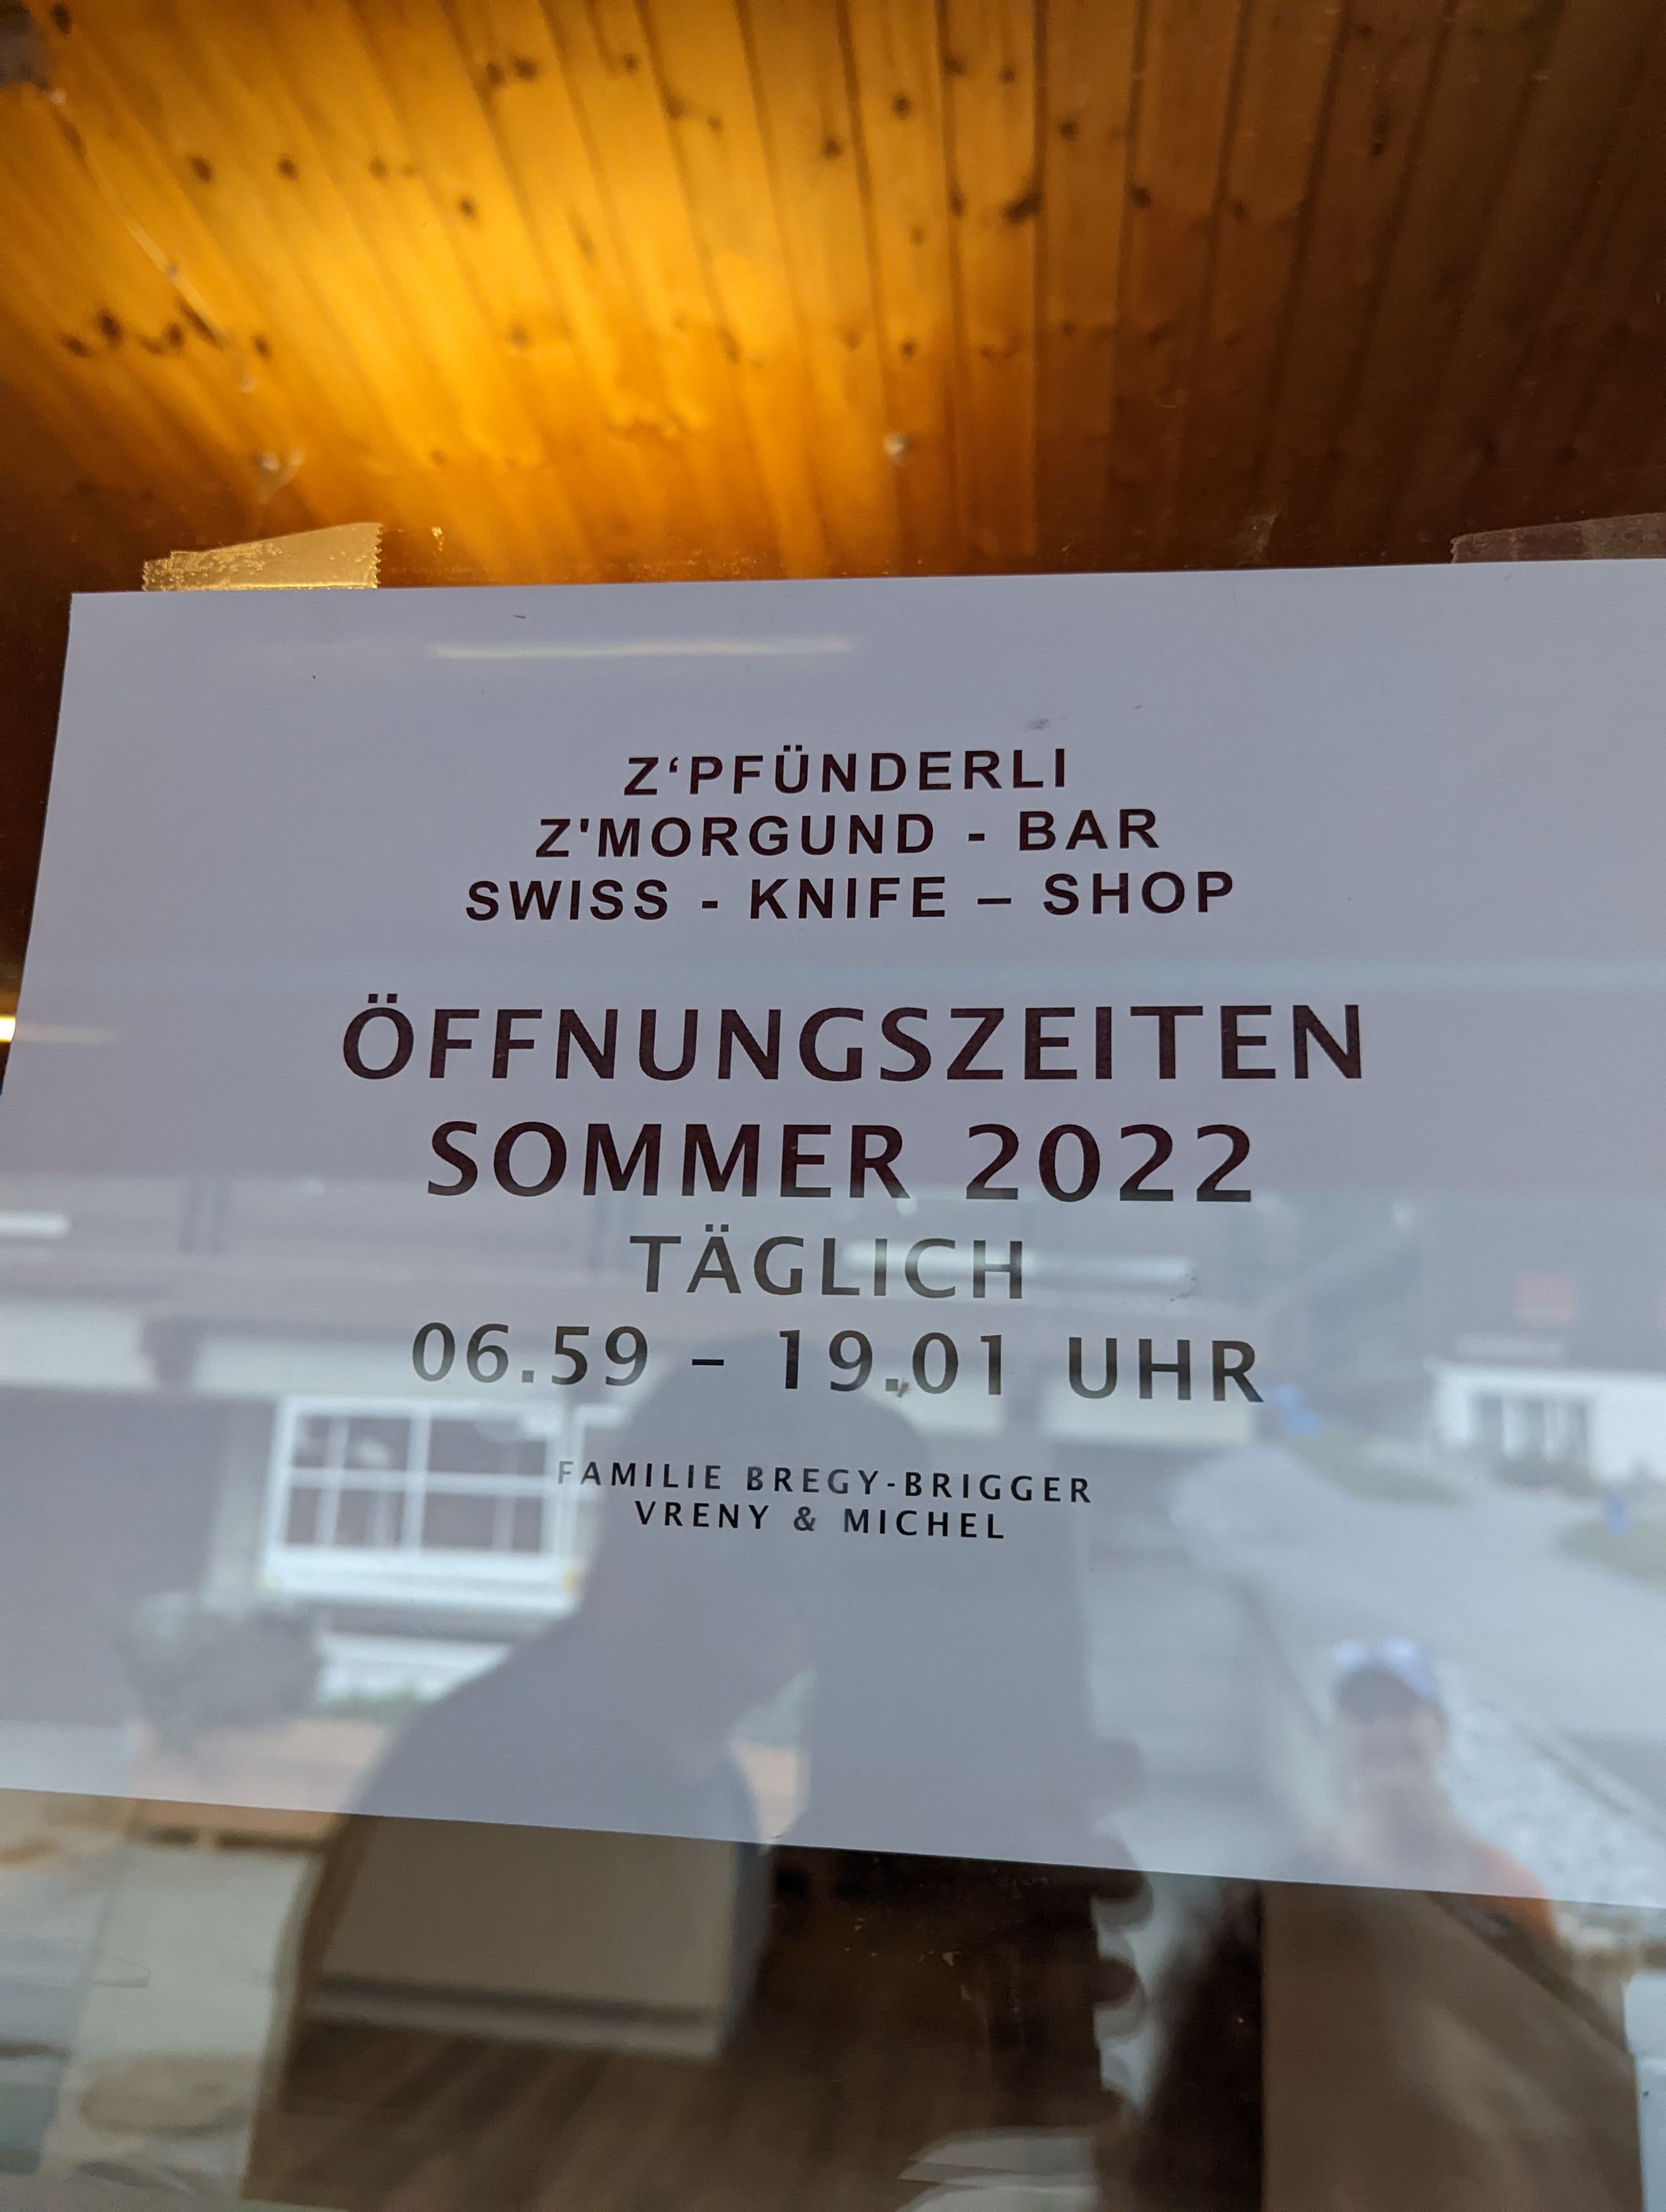 Z‘PFÜNDERLI
Z'MORGUND - BAR
SWISS - KNIFE – SHOP
ÖFFNUNGSZEITEN
SOMMER 2022
TÄGLICH
06.59 – 19.01 UHR
FAMILIE BREGY-BRIGGER
VRENY & MICHEL